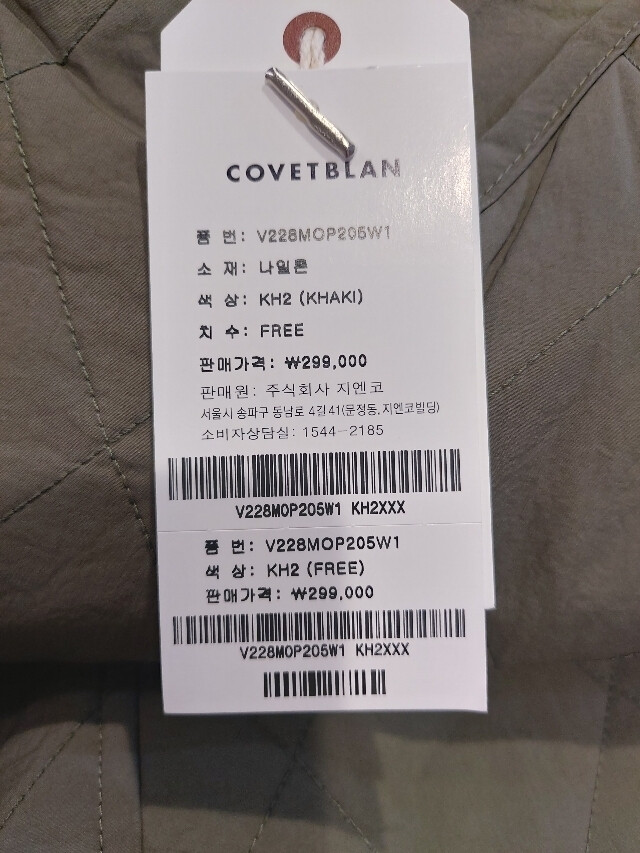 COVETBLAN
품 번: V228MOP205W1
소 재: 나일론
색 상: KH2 (KHAKI)
치 수: FREE
판매가격: ₩299,000
판매원: 주식회사 지엔코
서울시 송파구 동남로 4길 41(문정동, 지엔코빌딩)
소비자상담실: 1544-2185
V228MOP205W1 KH2XXX
품 번: V228MOP205W1
색 상: KH2 (FREE)
판매가격: ₩299,000
V228MOP205W1 KH2XXX